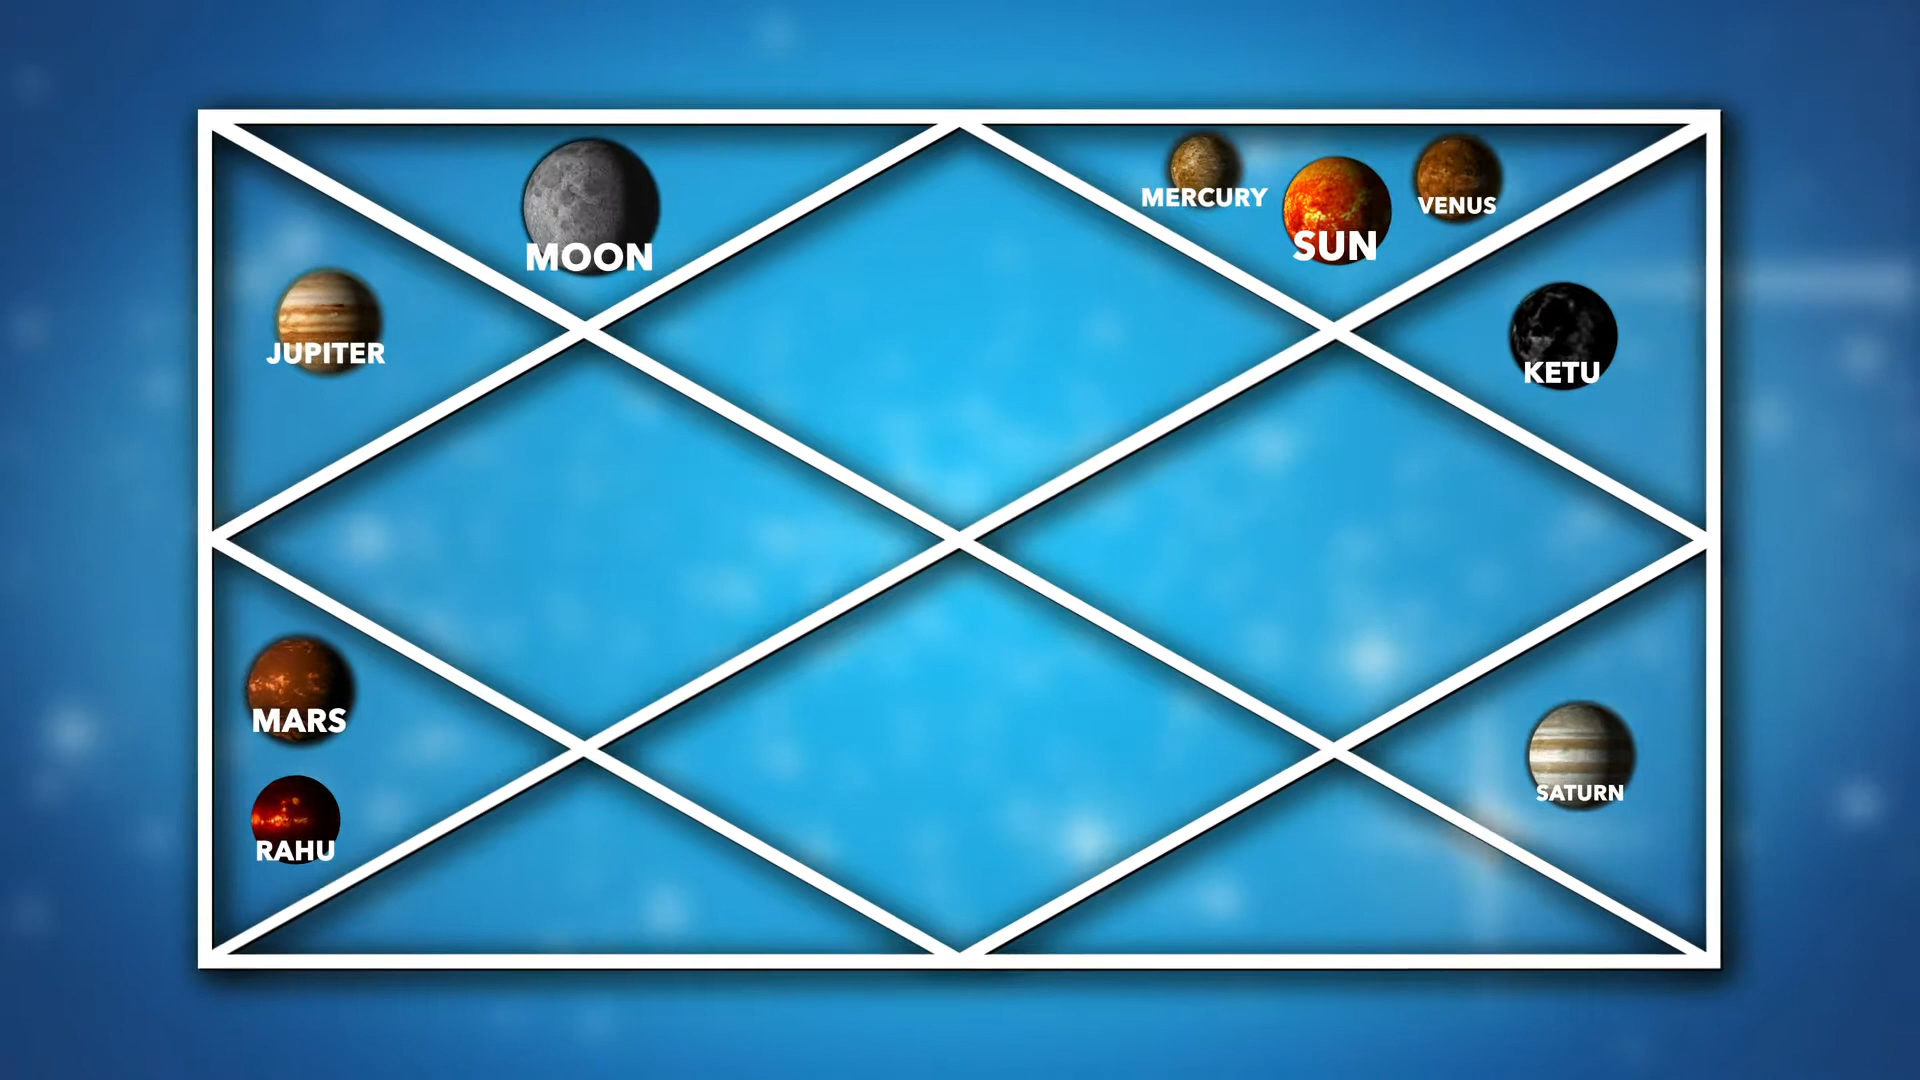 MERCURY
VENUS
SUN
MOON
JUPITER
KETU
MARS
SATURN
RAHU